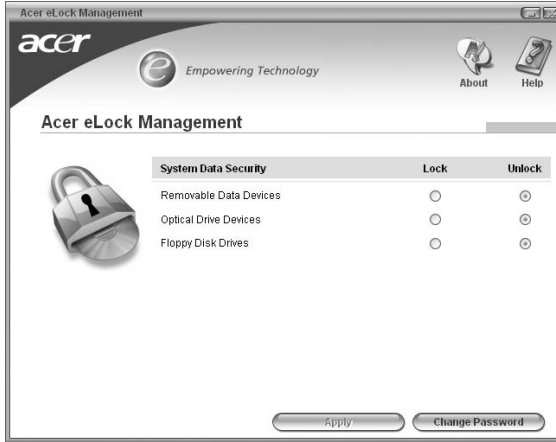 Acer eLock Management
acer
e Empowering Technology
About Help
Acer eLock Management
System Data Security Lock Unlock
Removable Data Devices
Optical Drive Devices
Floppy Disk Drives
Apply Change Password